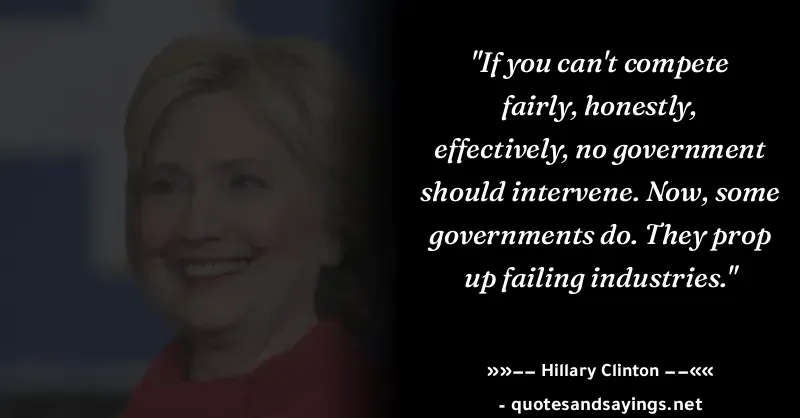 "If you can't compete
fairly, honestly,
effectively, no government
should intervene. Now, some
governments do. They prop
up failing industries."
»»−− Hillary Clinton −−««
- quotesandsayings.net